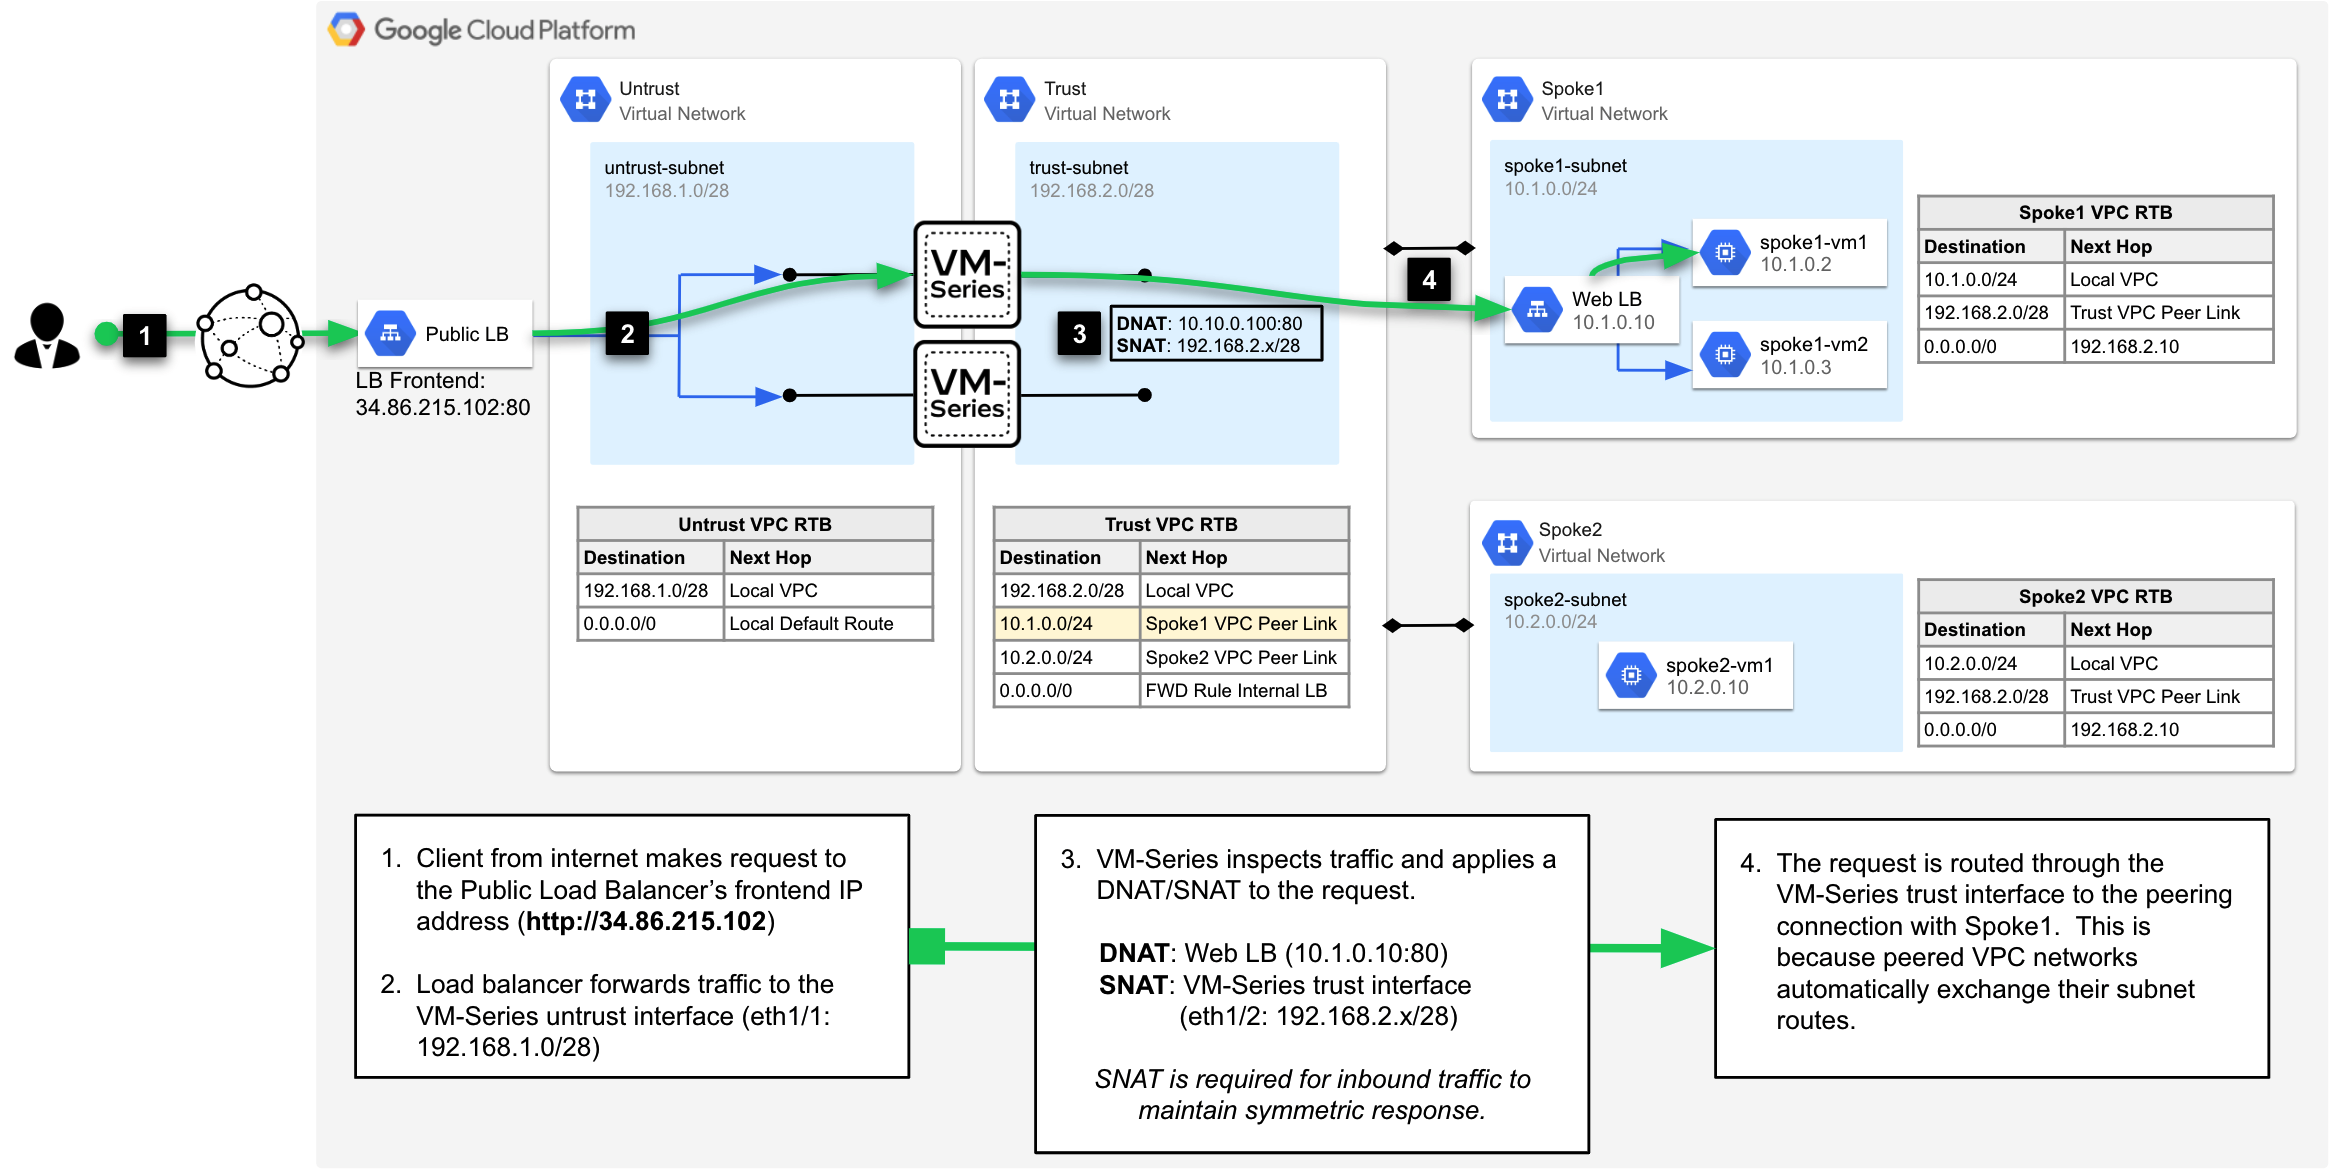 Google Cloud Platform
Untrust
Virtual Network
untrust-subnet
192.168.1.0/28
Trust
Virtual Network
trust-subnet
192.168.2.0/28
VM-
Series
VM-
Series
1
2
3
4
Public LB
LB Frontend:
34.86.215.102:80
DNAT: 10.10.0.100:80
SNAT: 192.168.2.x/28
Spoke1
Virtual Network
spoke1-subnet
10.1.0.0/24
Web LB
10.1.0.10
spoke1-vm1
10.1.0.2
spoke1-vm2
10.1.0.3
Spoke1 VPC RTB
Destination Next Hop
10.1.0.0/24 Local VPC
192.168.2.0/28 Trust VPC Peer Link
0.0.0.0/0 192.168.2.10
Untrust VPC RTB
Destination Next Hop
192.168.1.0/28 Local VPC
0.0.0.0/0 Local Default Route
Trust VPC RTB
Destination Next Hop
192.168.2.0/28 Local VPC
10.1.0.0/24 Spoke1 VPC Peer Link
10.2.0.0/24 Spoke2 VPC Peer Link
0.0.0.0/0 FWD Rule Internal LB
Spoke2
Virtual Network
spoke2-subnet
10.2.0.0/24
spoke2-vm1
10.2.0.10
Spoke2 VPC RTB
Destination Next Hop
10.2.0.0/24 Local VPC
192.168.2.0/28 Trust VPC Peer Link
0.0.0.0/0 192.168.2.10
1. Client from internet makes request to
the Public Load Balancer’s frontend IP
address (http://34.86.215.102)
2. Load balancer forwards traffic to the
VM-Series untrust interface (eth1/1:
192.168.1.0/28)
3. VM-Series inspects traffic and applies a
DNAT/SNAT to the request.
DNAT: Web LB (10.1.0.10:80)
SNAT: VM-Series trust interface
(eth1/2: 192.168.2.x/28)
SNAT is required for inbound traffic to
maintain symmetric response.
4. The request is routed through the
VM-Series trust interface to the peering
connection with Spoke1. This is
because peered VPC networks
automatically exchange their subnet
routes.